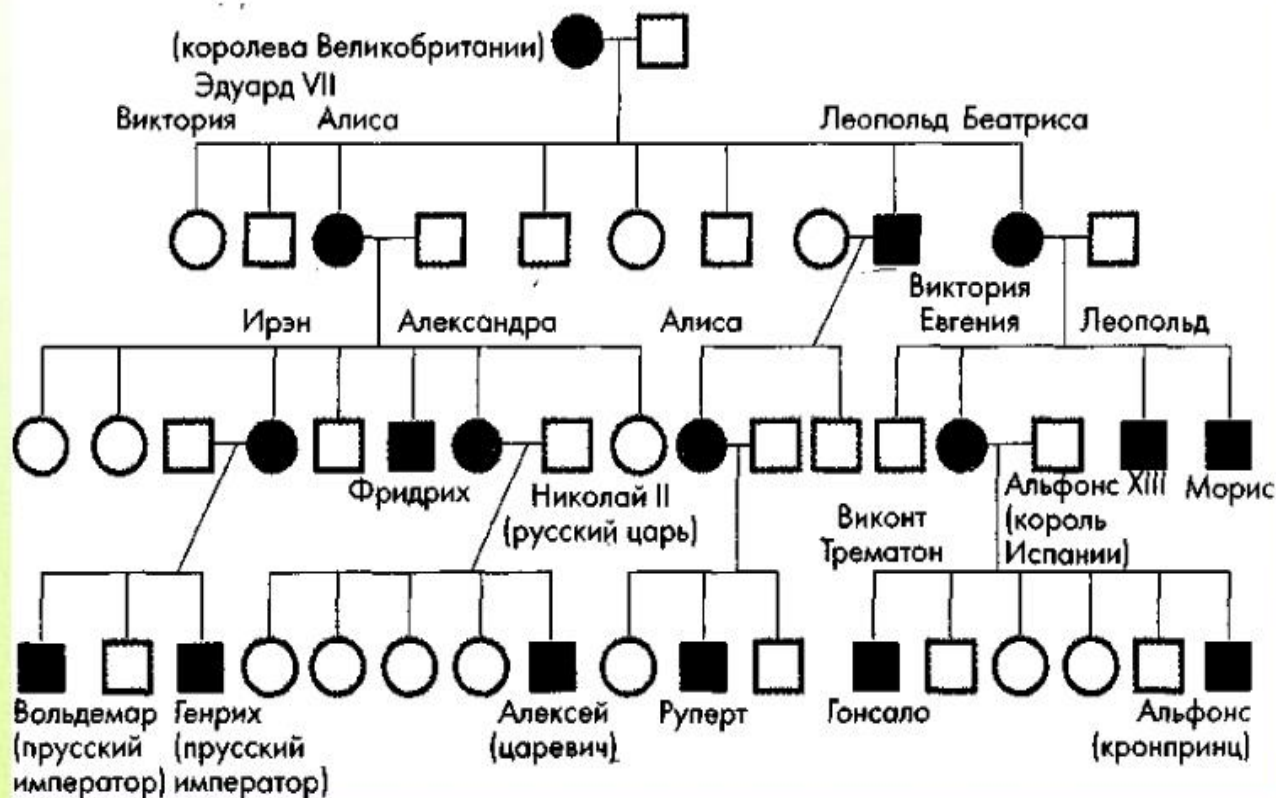 (королева Великобритании)
Эдуард VII
Виктория Алиса Леопольд Беатриса
Виктория
Ирэн Александра Алиса Евгения Леопольд
Фридрих Николай II Альфонс XIII Морис
(русский царь) Виконт (король
Трематон Испании)
Вольдемар Генрих Алексей Руперт Гонсало Альфонс
(прусский (прусский (царевич) (кронпринц)
император) император)